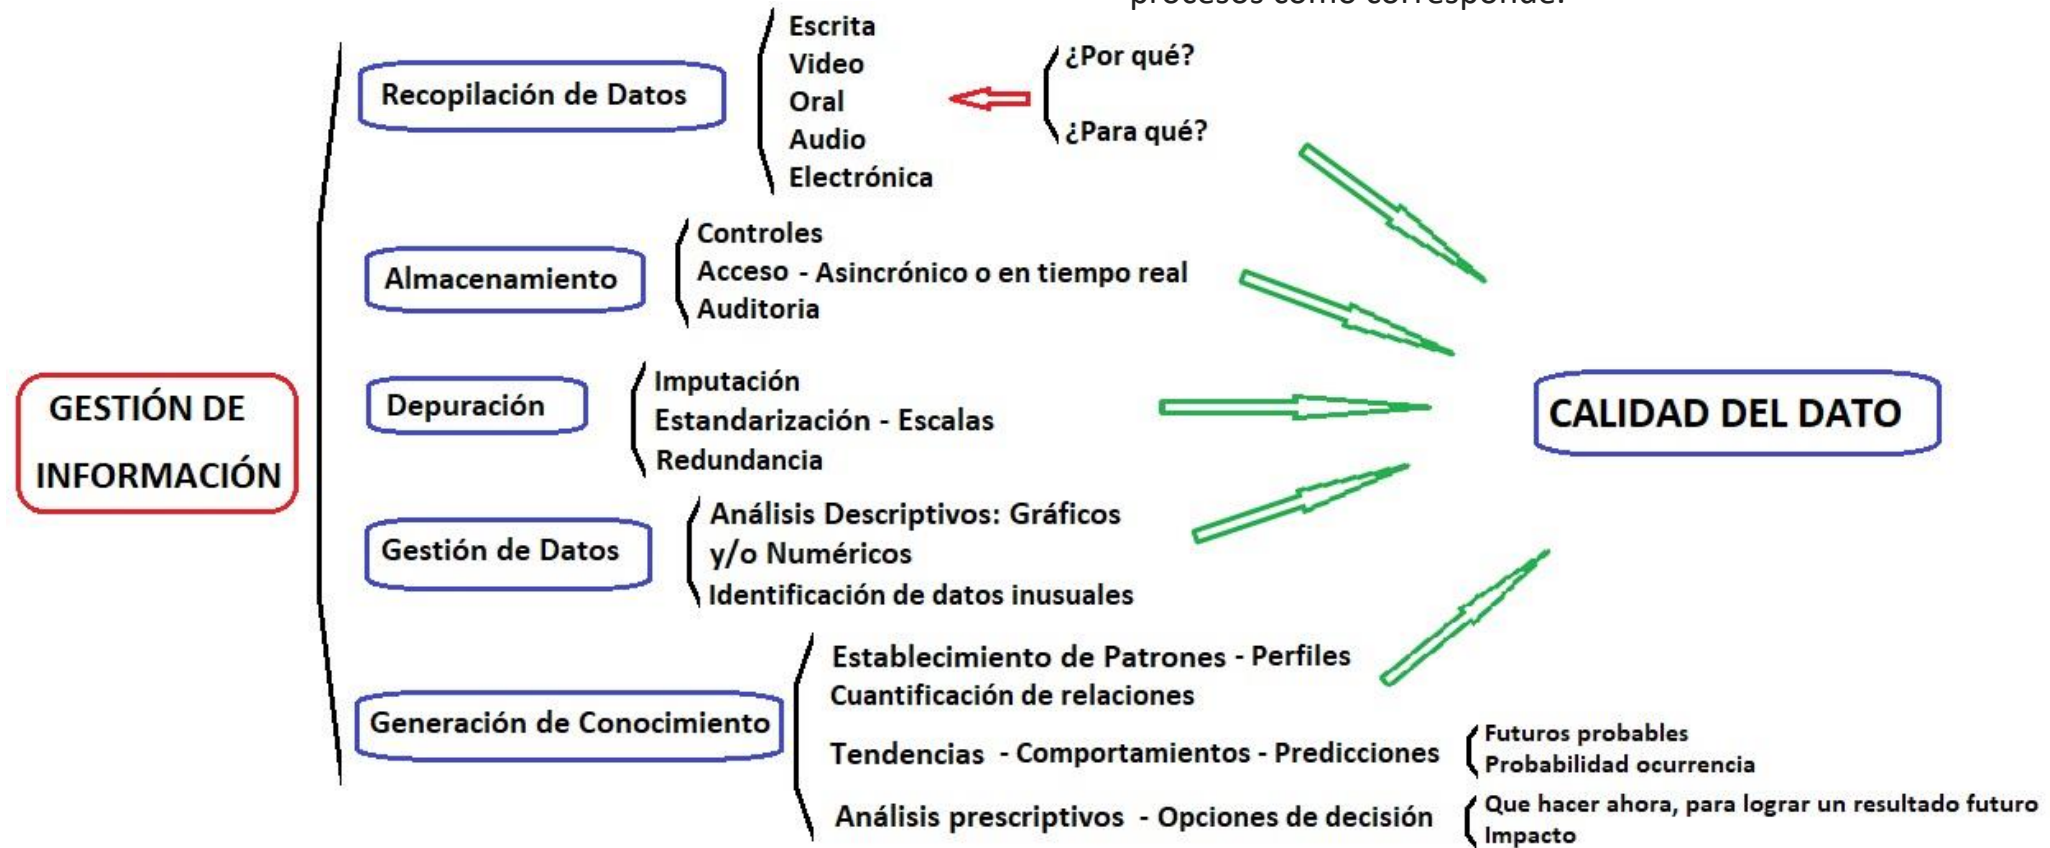 procesos como corresponde.
GESTIÓN DE
INFORMACIÓN
Recopilación de Datos
Escrita
Video
Oral
Audio
Electrónica
¿Por qué?
¿Para qué?
Almacenamiento
Controles
Acceso - Asincrónico o en tiempo real
Auditoria
Depuración
Imputación
Estandarización - Escalas
Redundancia
Gestión de Datos
Análisis Descriptivos: Gráficos
y/o Numéricos
Identificación de datos inusuales
Generación de Conocimiento
Establecimiento de Patrones - Perfiles
Cuantificación de relaciones
Tendencias - Comportamientos - Predicciones
Futuros probables
Probabilidad ocurrencia
Análisis prescriptivos - Opciones de decisión
Que hacer ahora, para lograr un resultado futuro
Impacto
CALIDAD DEL DATO